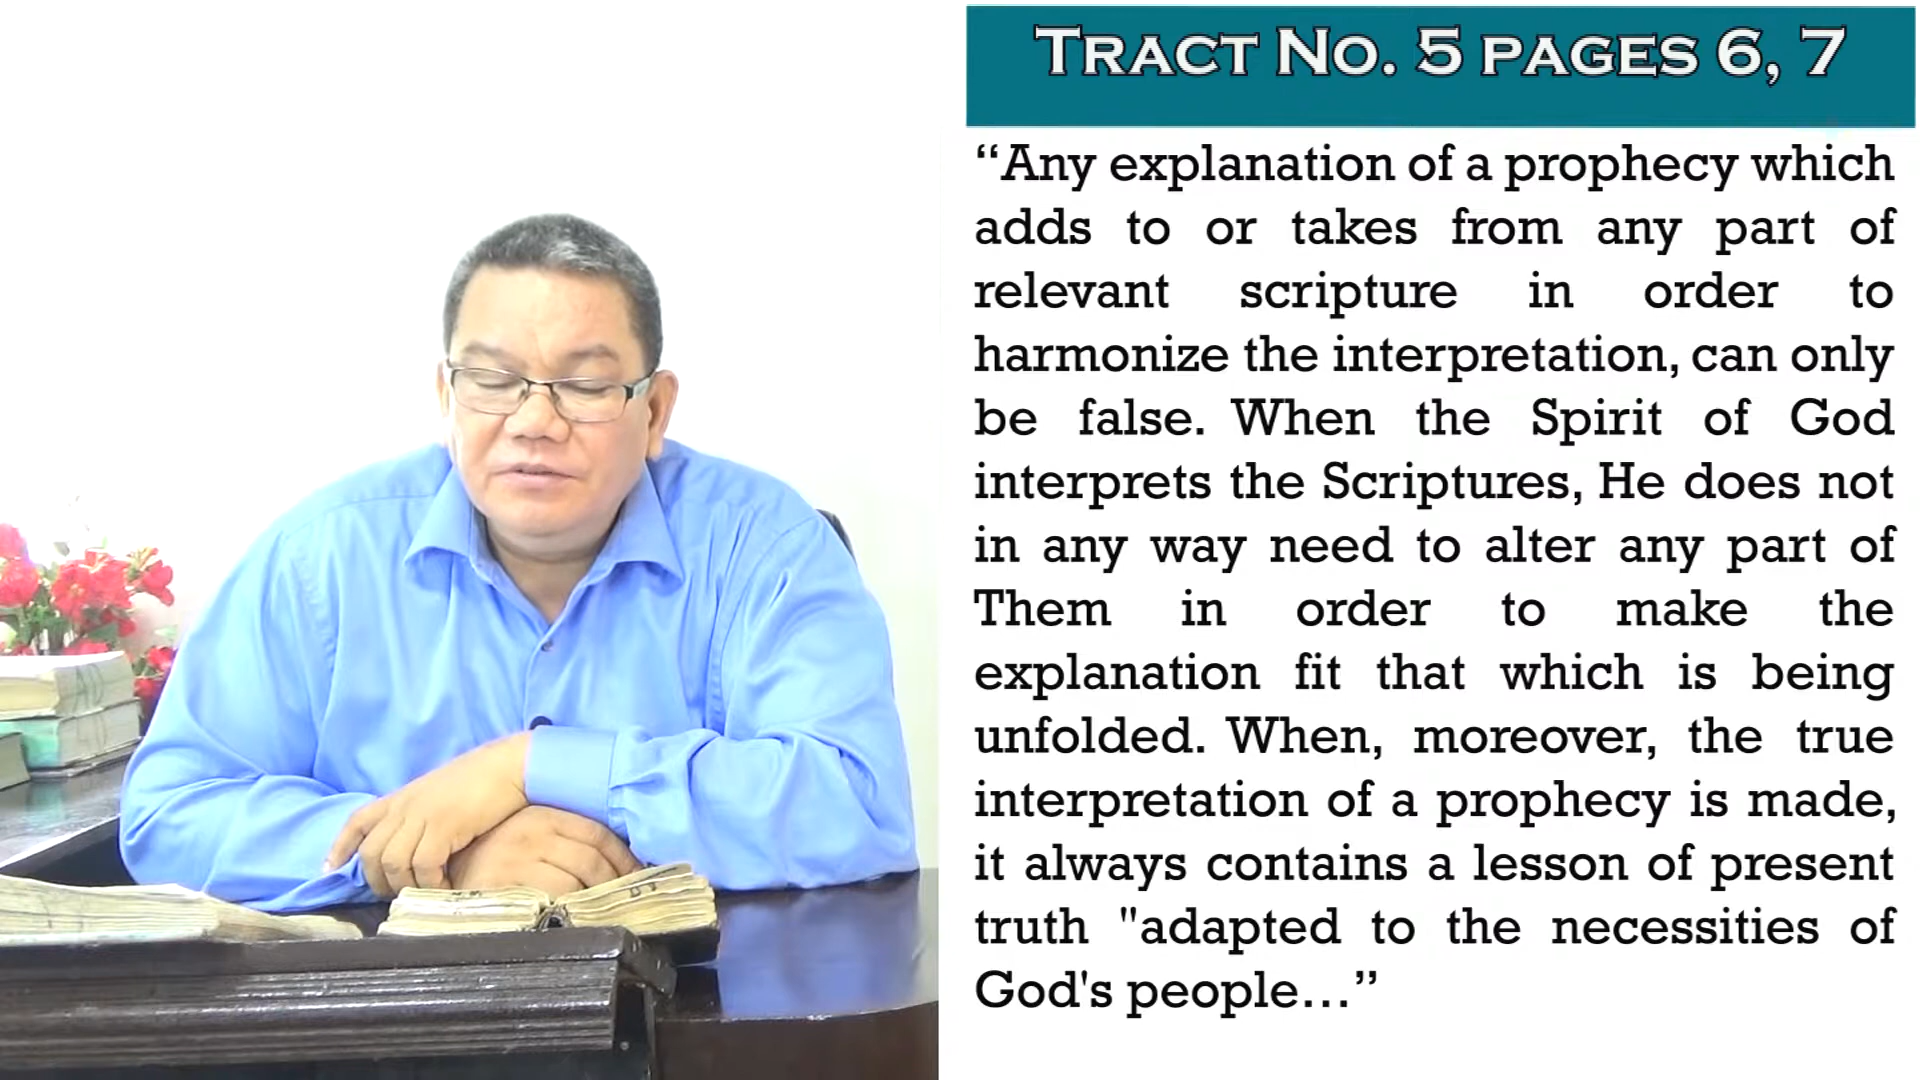 TRACT NO. 5 PAGES 6, 7
“Any explanation of a prophecy which
adds to or takes from any part of
relevant scripture in order to
harmonize the interpretation, can only
be false. When the Spirit of God
interprets the Scriptures, He does not
in any way need to alter any part of
Them in order to make the
explanation fit that which is being
unfolded. When, moreover, the true
interpretation of a prophecy is made,
it always contains a lesson of present
truth "adapted to the necessities of
God's people…”